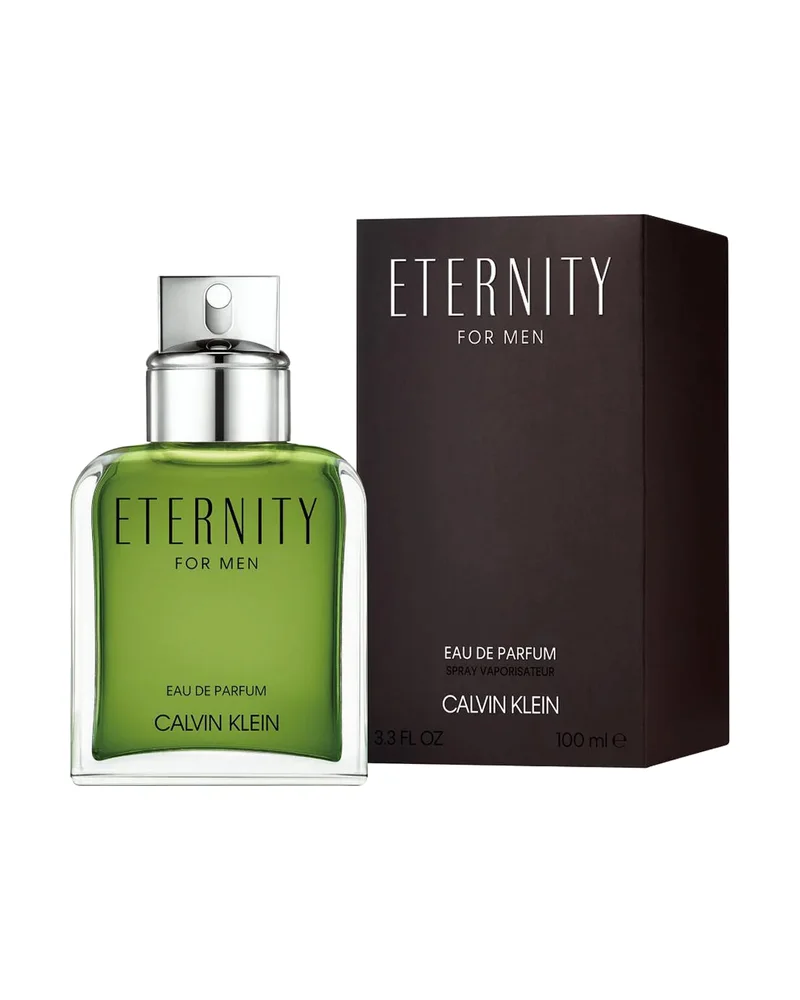 ETERNITY
FOR MEN
EAU DE PARFUM
CALVIN KLEIN
ETERNITY
FOR MEN
EAU DE PARFUM
SPRAY VAPORISATEUR
CALVIN KLEIN
3.3 FL OZ 100 ml ℮